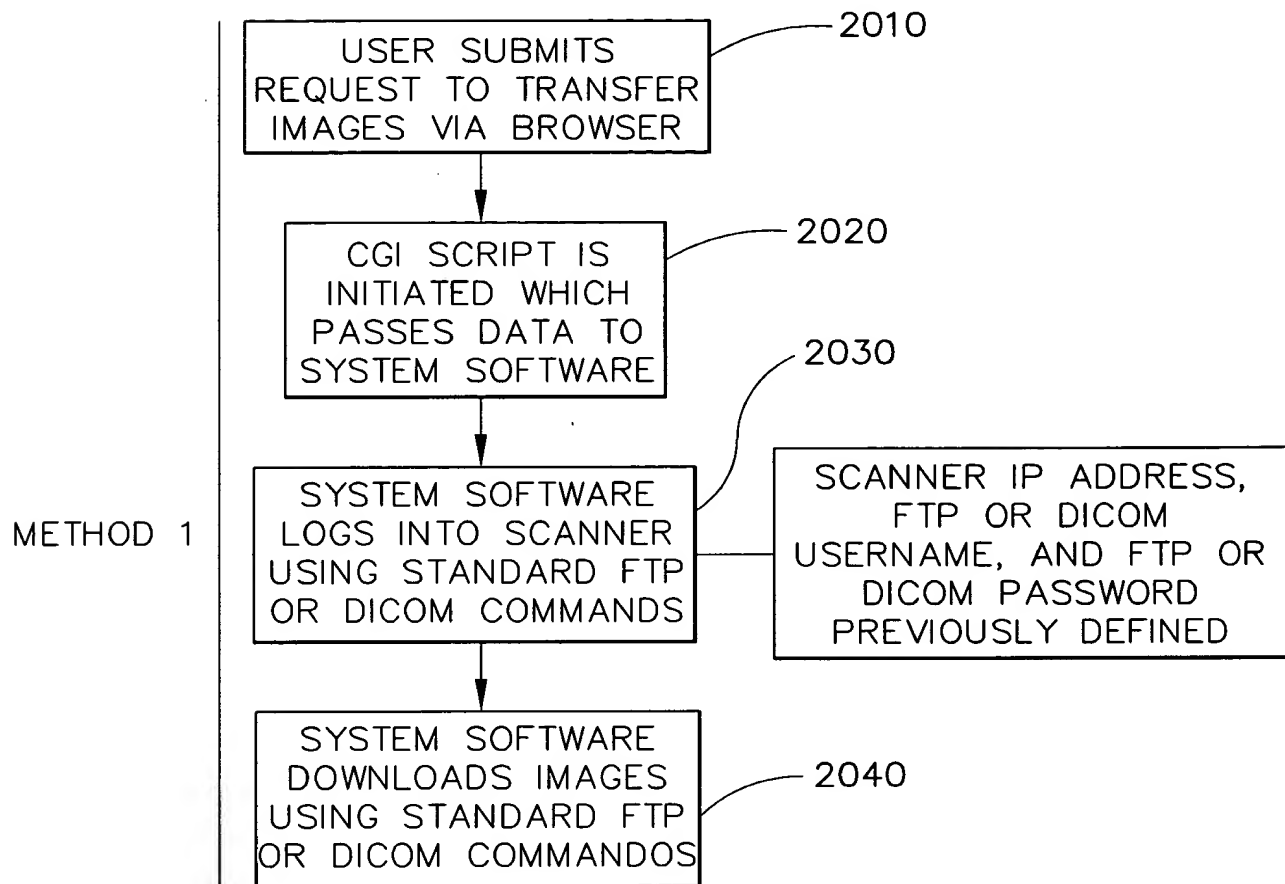 USER SUBMITS
REQUEST TO TRANSFER
IMAGES VIA BROWSER
2010
CGI SCRIPT IS
INITIATED WHICH
PASSES DATA TO
SYSTEM SOFTWARE
2020
METHOD 1
SYSTEM SOFTWARE
LOGS INTO SCANNER
USING STANDARD FTP
OR DICOM COMMANDS
2030
SCANNER IP ADDRESS,
FTP OR DICOM
USERNAME, AND FTP OR
DICOM PASSWORD
PREVIOUSLY DEFINED
SYSTEM SOFTWARE
DOWNLOADS IMAGES
USING STANDARD FTP
OR DICOM COMMANDOS
2040